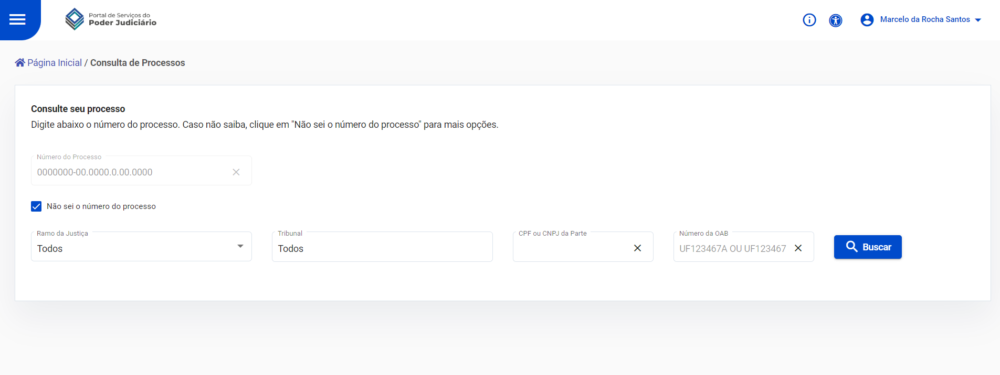 Portal de Serviços do
Poder Judiciário
Marcelo da Rocha Santos
Página Inicial / Consulta de Processos
Consulte seu processo
Digite abaixo o número do processo. Caso não saiba, clique em "Não sei o número do processo" para mais opções.
Número do Processo
0000000-00.0000.0.00.0000
Não sei o número do processo
Ramo da Justiça
Todos
Tribunal
Todos
CPF ou CNPJ da Parte
Número da OAB
UF123467A OU UF123467
Buscar